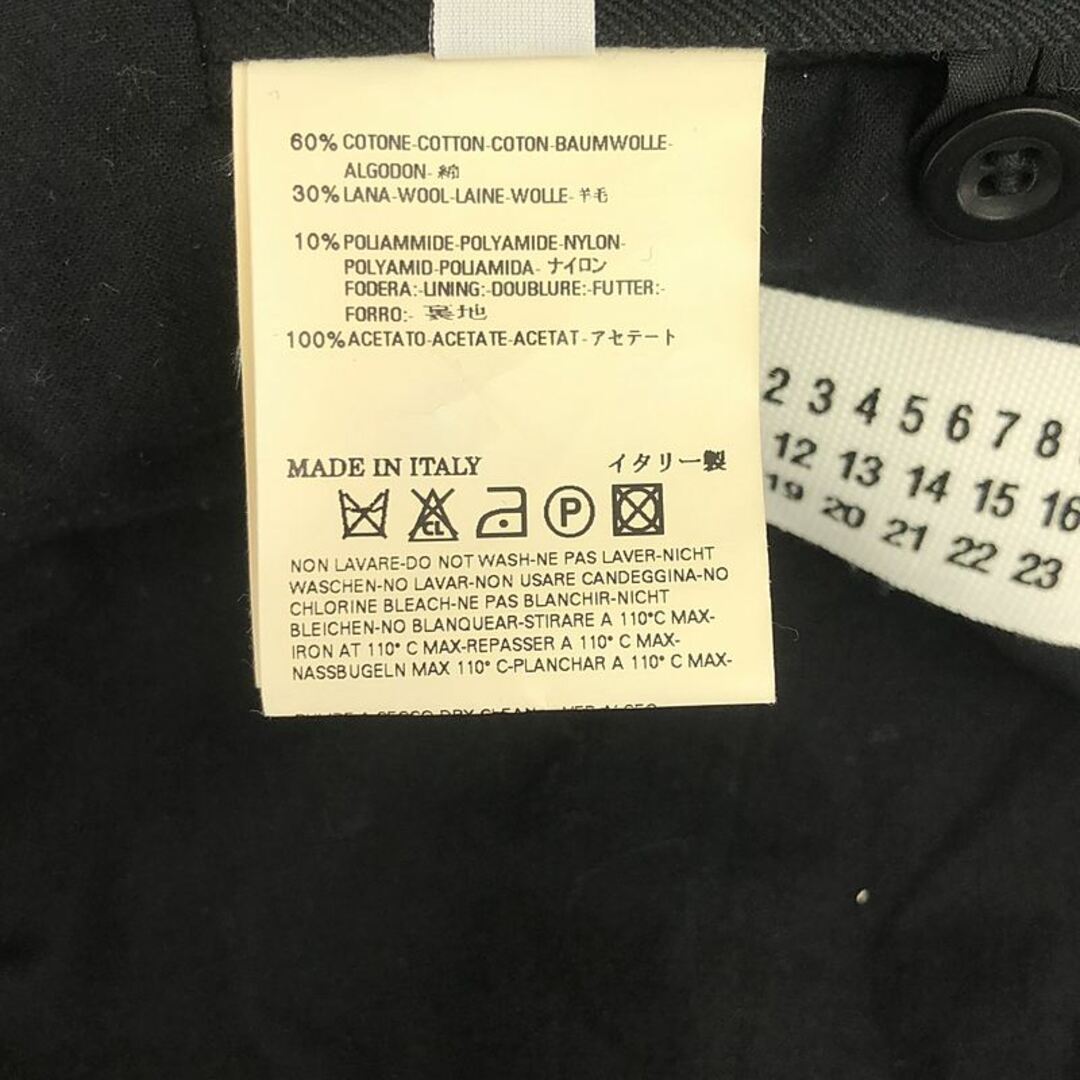 60% COTONE-COTTON-COTON-BAUMWOLLE-
ALGODON- 綿
30% LANA-WOOL-LAINE-WOLLE- 羊毛
10% POLIAMMIDE-POLYAMIDE-NYLON-
POLYAMID-POLIAMIDA- ナイロン
FODERA:-LINING:-DOUBLURE:-FUTTER:-
FORRO:- 裏地
100% ACETATO-ACETATE-ACETAT-アセテート
MADE IN ITALY イタリー製
CL P
NON LAVARE-DO NOT WASH-NE PAS LAVER-NICHT
WASCHEN-NO LAVAR-NON USARE CANDEGGINA-NO
CHLORINE BLEACH-NE PAS BLANCHIR-NICHT
BLEICHEN-NO BLANQUEAR-STIRARE A 110°C MAX-
IRON AT 110° C MAX-REPASSER A 110° C MAX-
NASSBUGELN MAX 110° C-PLANCHAR A 110° C MAX-
2 3 4 5 6 7 8
12 13 14 15 16
19 20 21 22 23